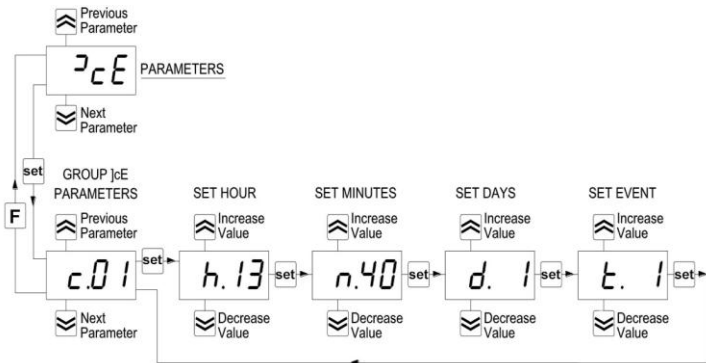 Previous
Parameter
]cE
PARAMETERS
Next
Parameter
set
F
GROUP ]cE
PARAMETERS
SET HOUR
SET MINUTES
SET DAYS
SET EVENT
Previous
Parameter
Increase
Value
Increase
Value
Increase
Value
Increase
Value
c.01
set
h.13
set
n.40
set
d. 1
set
t. 1
set
Next
Parameter
Decrease
Value
Decrease
Value
Decrease
Value
Decrease
Value